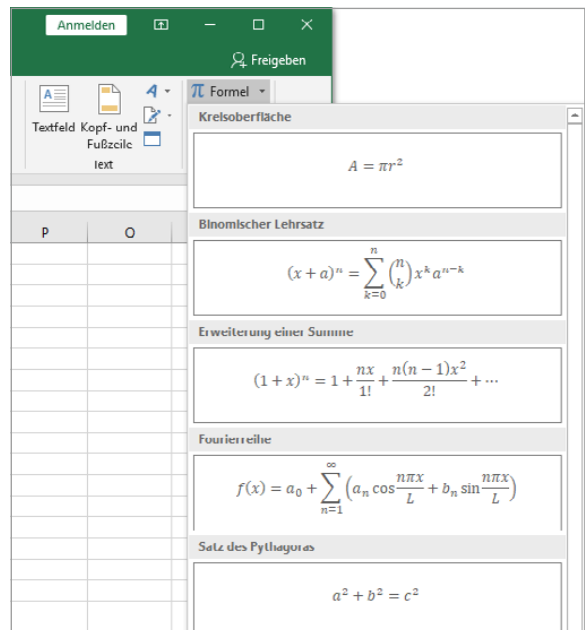 Anmelden
Freigeben
Textfeld Kopf- und Fußzeile
Text
π Formel
P O
Kreisoberfläche
A = πr²
Binomischer Lehrsatz
(x + a)ⁿ = ∑ₖ₌₀ⁿ (n k) xᵏaⁿ⁻ᵏ
Erweiterung einer Summe
(1 + x)ⁿ = 1 + nx/1! + n(n − 1)x²/2! + ⋯
Fourierreihe
f(x) = a₀ + ∑ₙ₌₁^∞ (aₙ cos nπx/L + bₙ sin nπx/L)
Satz des Pythagoras
a² + b² = c²